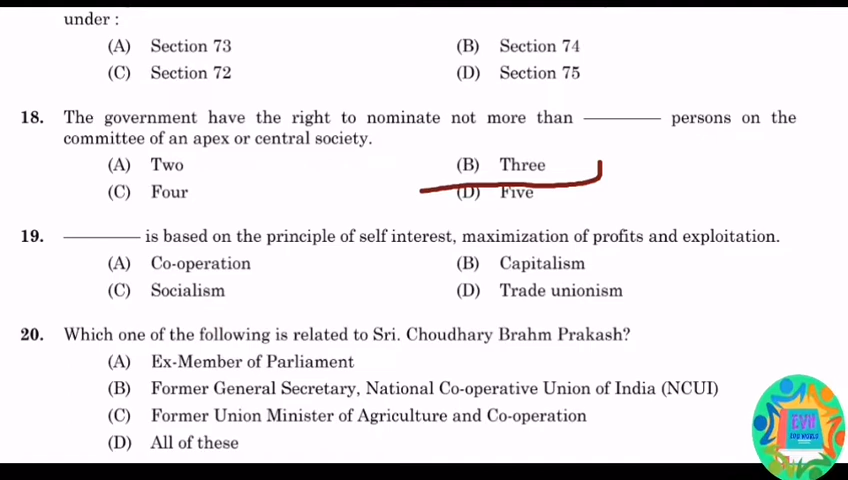 under :
(A) Section 73 (B) Section 74
(C) Section 72 (D) Section 75
18. The government have the right to nominate not more than ———— persons on the
committee of an apex or central society.
(A) Two (B) Three
(C) Four (D) Five
19. ———— is based on the principle of self interest, maximization of profits and exploitation.
(A) Co-operation (B) Capitalism
(C) Socialism (D) Trade unionism
20. Which one of the following is related to Sri. Choudhary Brahm Prakash?
(A) Ex-Member of Parliament
(B) Former General Secretary, National Co-operative Union of India (NCUI)
(C) Former Union Minister of Agriculture and Co-operation
(D) All of these
EVH
EDU WORLD